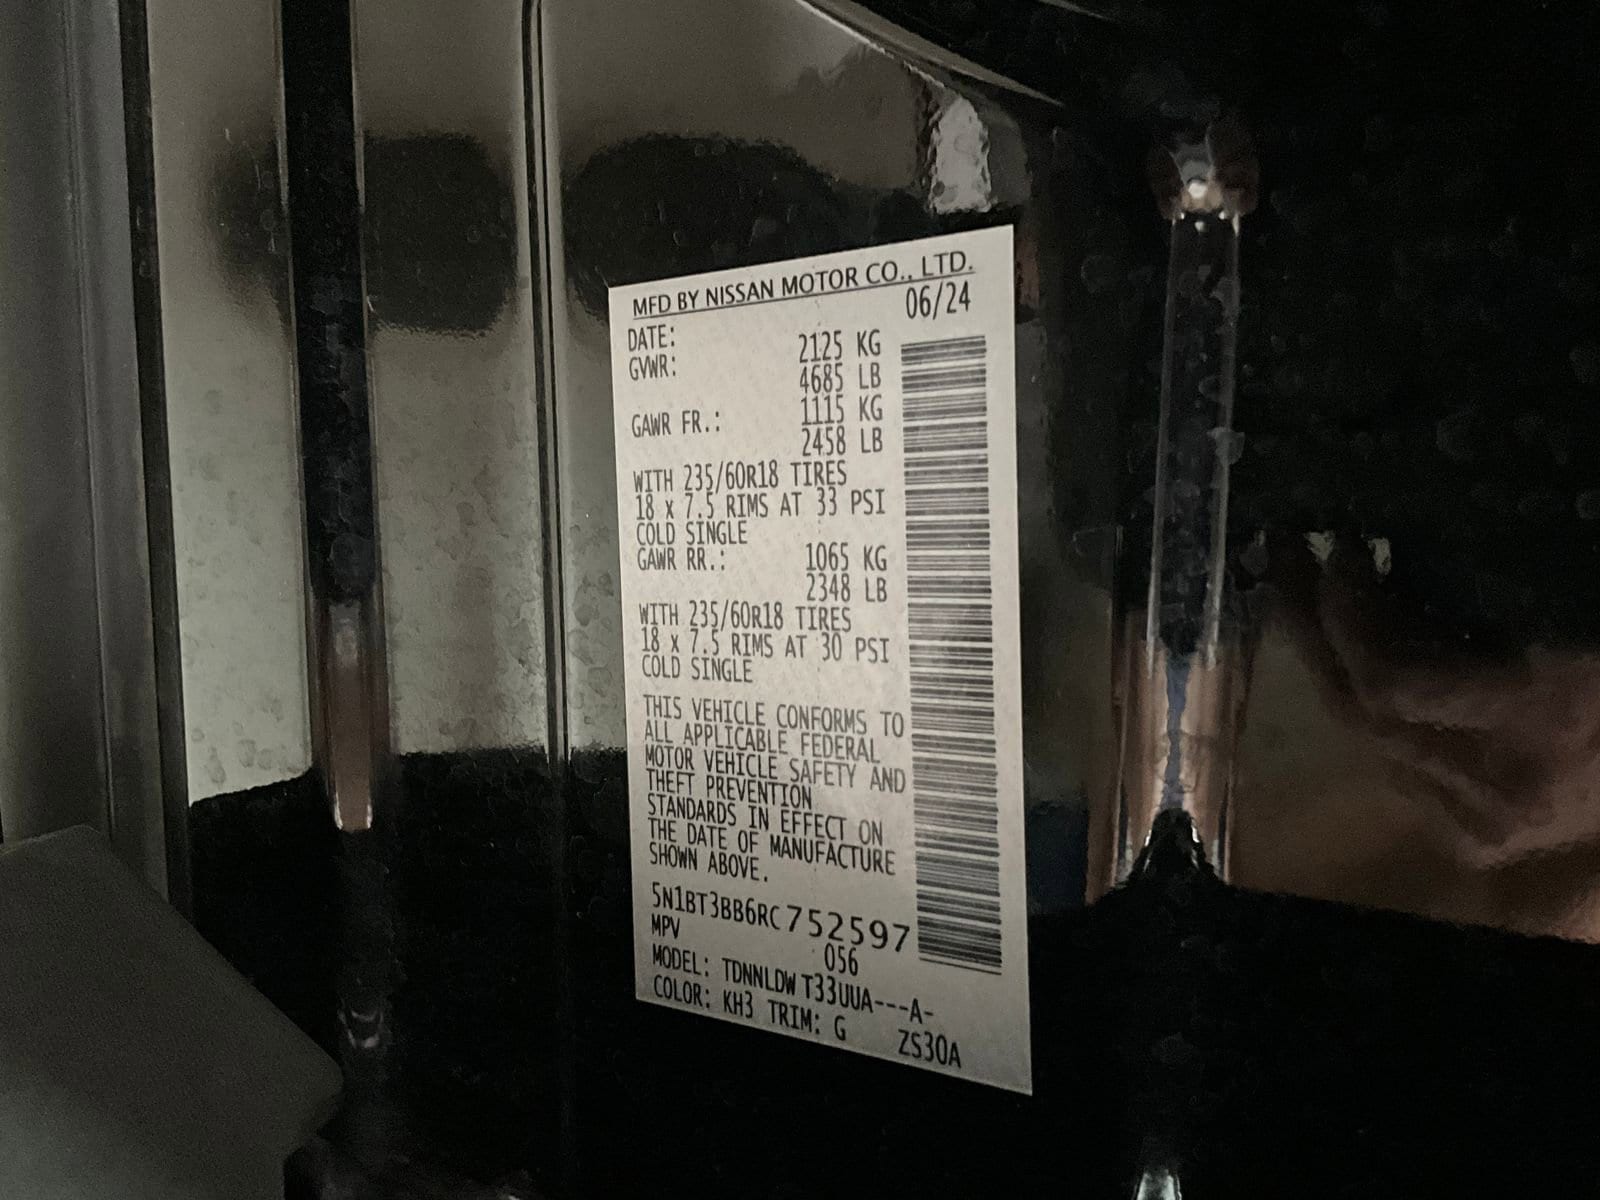 MFD BY NISSAN MOTOR CO., LTD.
DATE: 06/24
GVWR: 2125 KG
4685 LB
GAWR FR.: 1115 KG
2458 LB
WITH 235/60R18 TIRES
18 x 7.5 RIMS AT 33 PSI
COLD SINGLE
GAWR RR.: 1065 KG
2348 LB
WITH 235/60R18 TIRES
18 x 7.5 RIMS AT 30 PSI
COLD SINGLE
THIS VEHICLE CONFORMS TO
ALL APPLICABLE FEDERAL
MOTOR VEHICLE SAFETY AND
THEFT PREVENTION
STANDARDS IN EFFECT ON
THE DATE OF MANUFACTURE
SHOWN ABOVE.
5N1BT3BB6RC752597
MPV 056
MODEL: TDNNLDW T33UUA---A-
COLOR: KH3 TRIM: G ZS30A